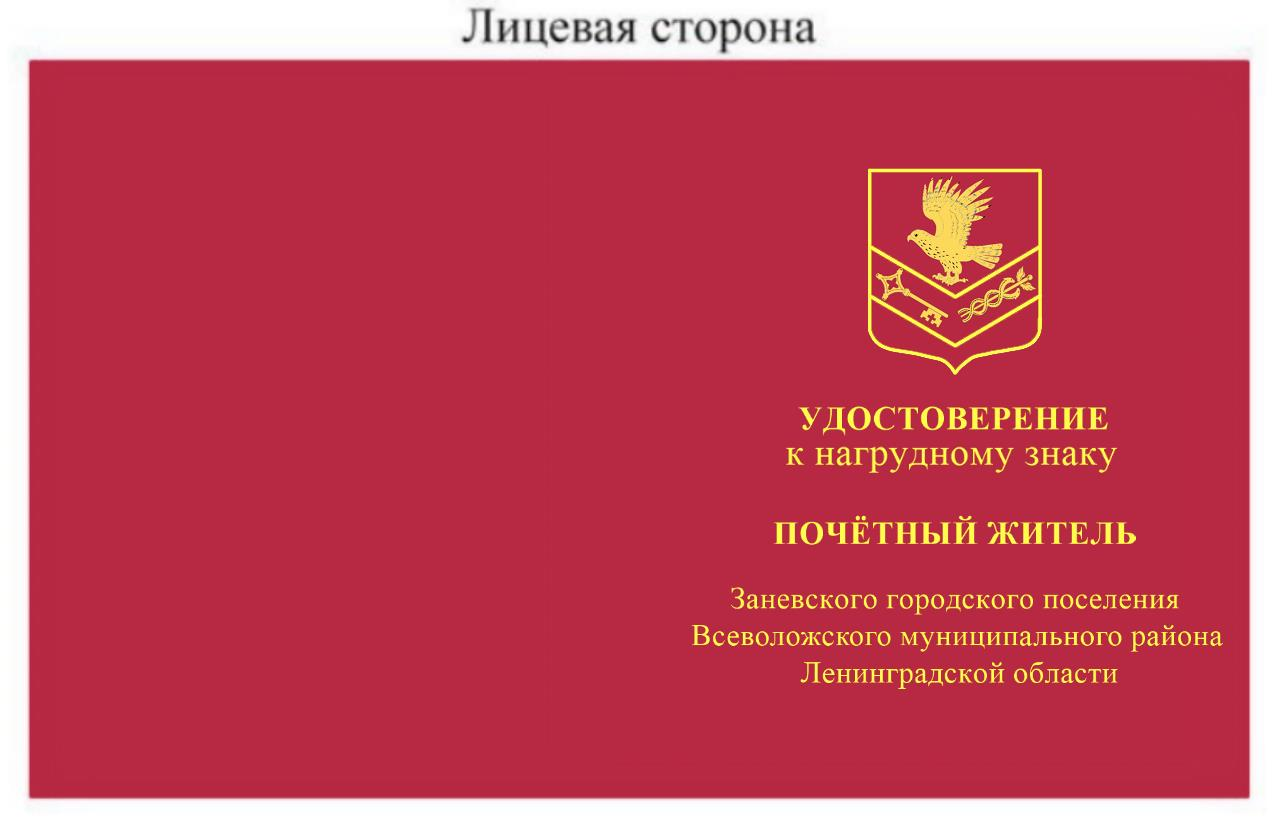 Лицевая сторона
УДОСТОВЕРЕНИЕ
к нагрудному знаку
ПОЧЁТНЫЙ ЖИТЕЛЬ
Заневского городского поселения
Всеволожского муниципального района
Ленинградской области